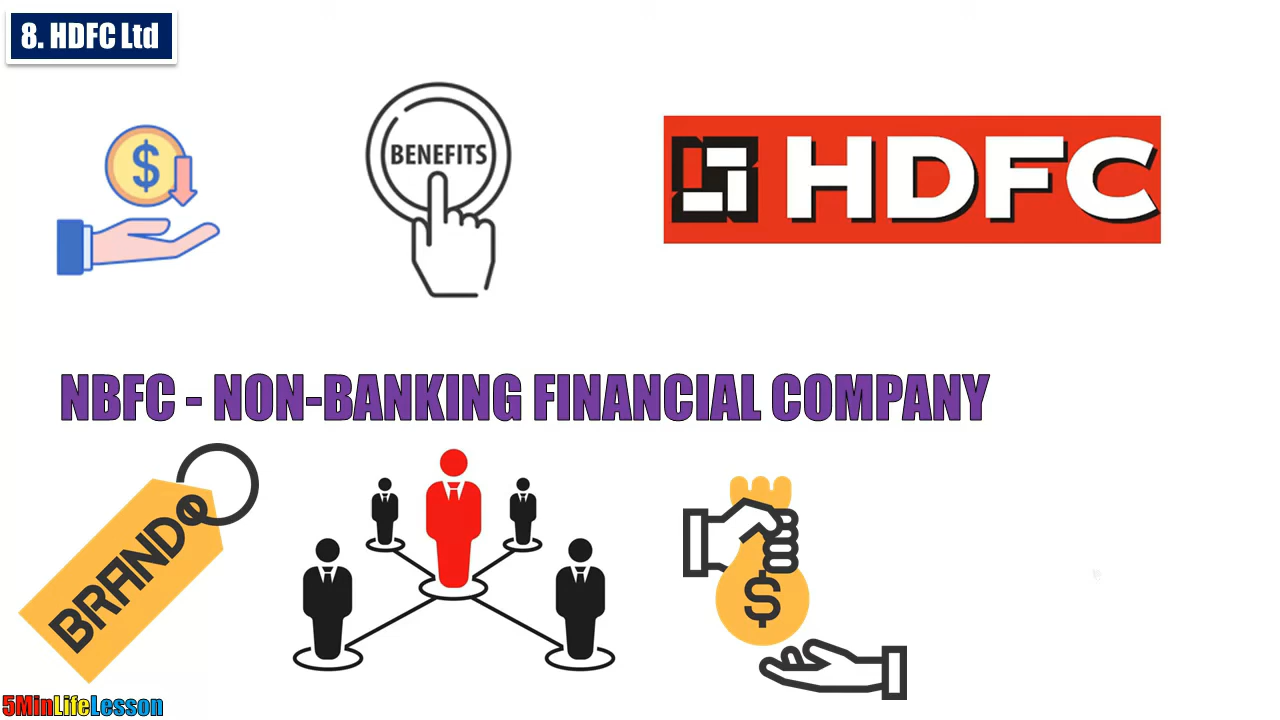 8. HDFC Ltd
$
BENEFITS
HDFC
NBFC - NON-BANKING FINANCIAL COMPANY
BRAND
$
5MinLifeLesson